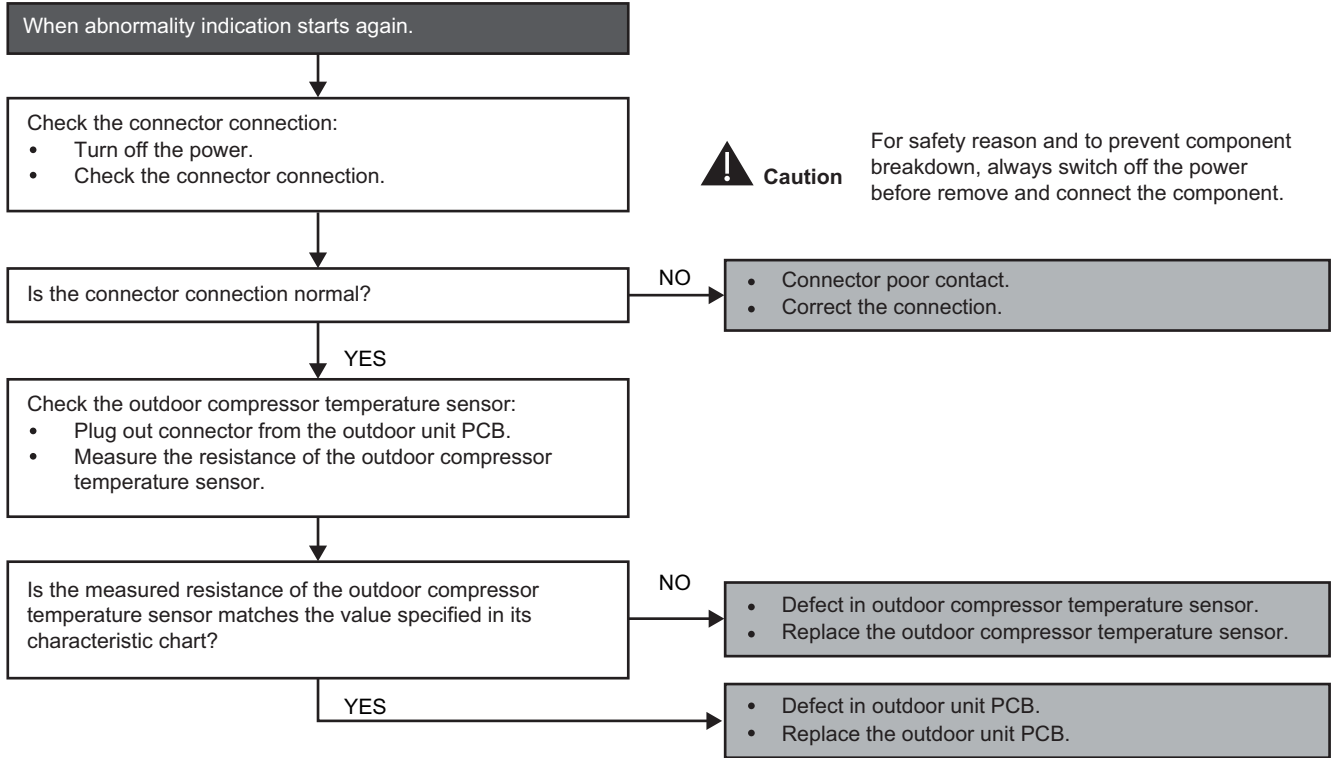 When abnormality indication starts again.
Check the connector connection:
• Turn off the power.
• Check the connector connection.
Caution
For safety reason and to prevent component
breakdown, always switch off the power
before remove and connect the component.
Is the connector connection normal?
NO
• Connector poor contact.
• Correct the connection.
YES
Check the outdoor compressor temperature sensor:
• Plug out connector from the outdoor unit PCB.
• Measure the resistance of the outdoor compressor
temperature sensor.
Is the measured resistance of the outdoor compressor
temperature sensor matches the value specified in its
characteristic chart?
NO
• Defect in outdoor compressor temperature sensor.
• Replace the outdoor compressor temperature sensor.
YES
• Defect in outdoor unit PCB.
• Replace the outdoor unit PCB.